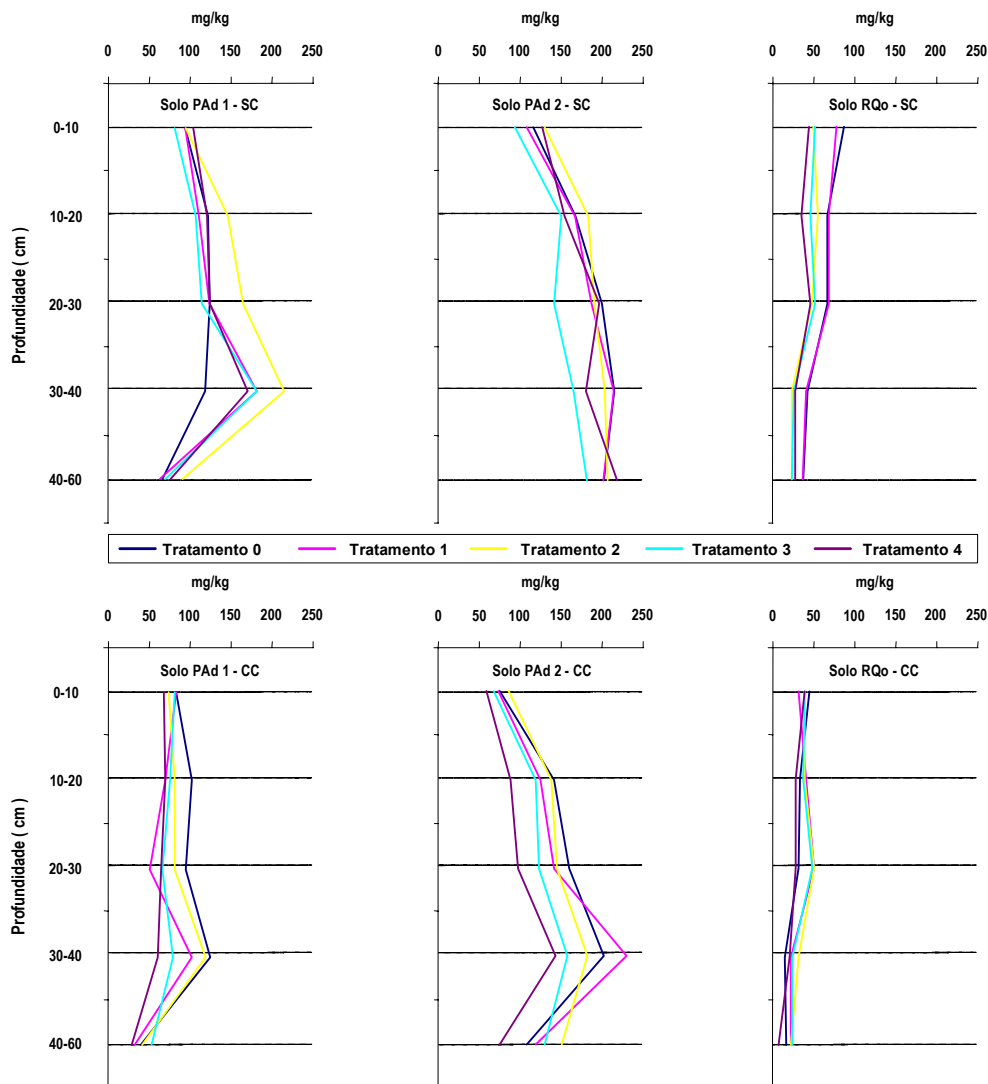 mg/kg mg/kg mg/kg
0 50 100 150 200 250 0 50 100 150 200 250 0 50 100 150 200 250
Solo PAd 1 - SC Solo PAd 2 - SC Solo RQo - SC
0-10
10-20
20-30
30-40
40-60
Profundidade ( cm )
Tratamento 0 Tratamento 1 Tratamento 2 Tratamento 3 Tratamento 4
mg/kg mg/kg mg/kg
0 50 100 150 200 250 0 50 100 150 200 250 0 50 100 150 200 250
Solo PAd 1 - CC Solo PAd 2 - CC Solo RQo - CC
0-10
10-20
20-30
30-40
40-60
Profundidade ( cm )